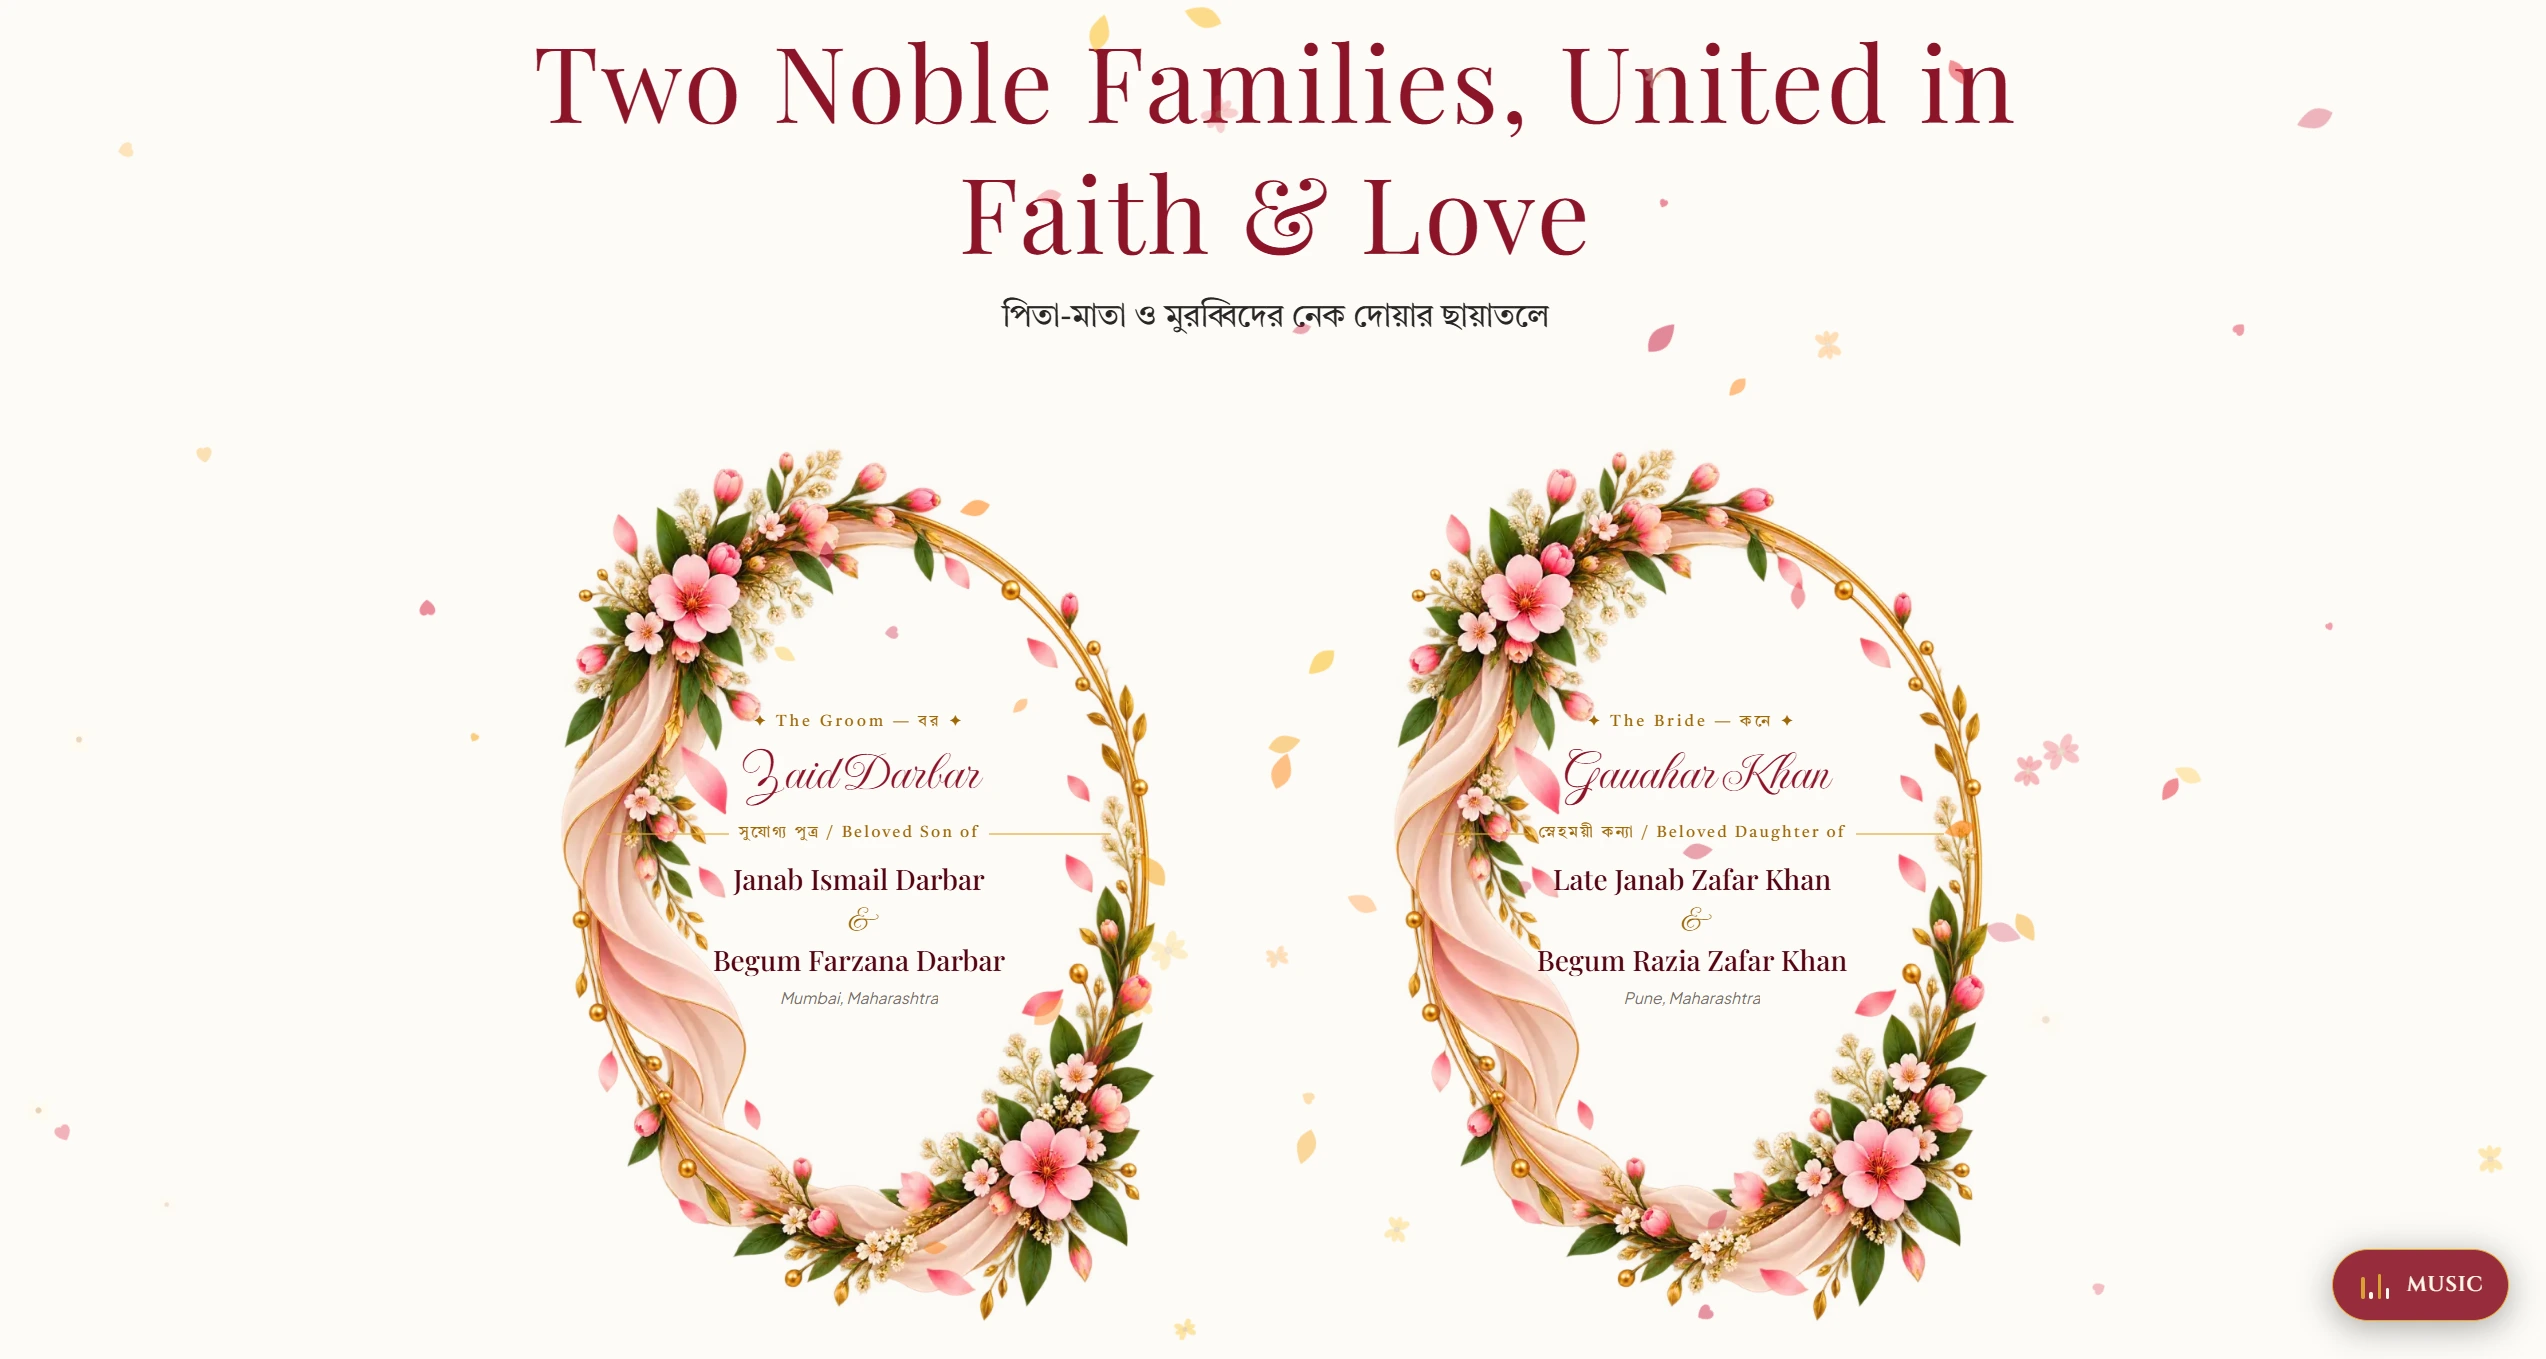 Two Noble Families, United in
Faith & Love
পিতা-মাতা ও মুরব্বিদের নেক দোয়ার ছায়াতলে
✦ The Groom — বর ✦
Zaid Darbar
সুযোগ্য পুত্র / Beloved Son of
Janab Ismail Darbar
&
Begum Farzana Darbar
Mumbai, Maharashtra
✦ The Bride — কনে ✦
Gauahar Khan
স্নেহময়ী কন্যা / Beloved Daughter of
Late Janab Zafar Khan
&
Begum Razia Zafar Khan
Pune, Maharashtra
MUSIC